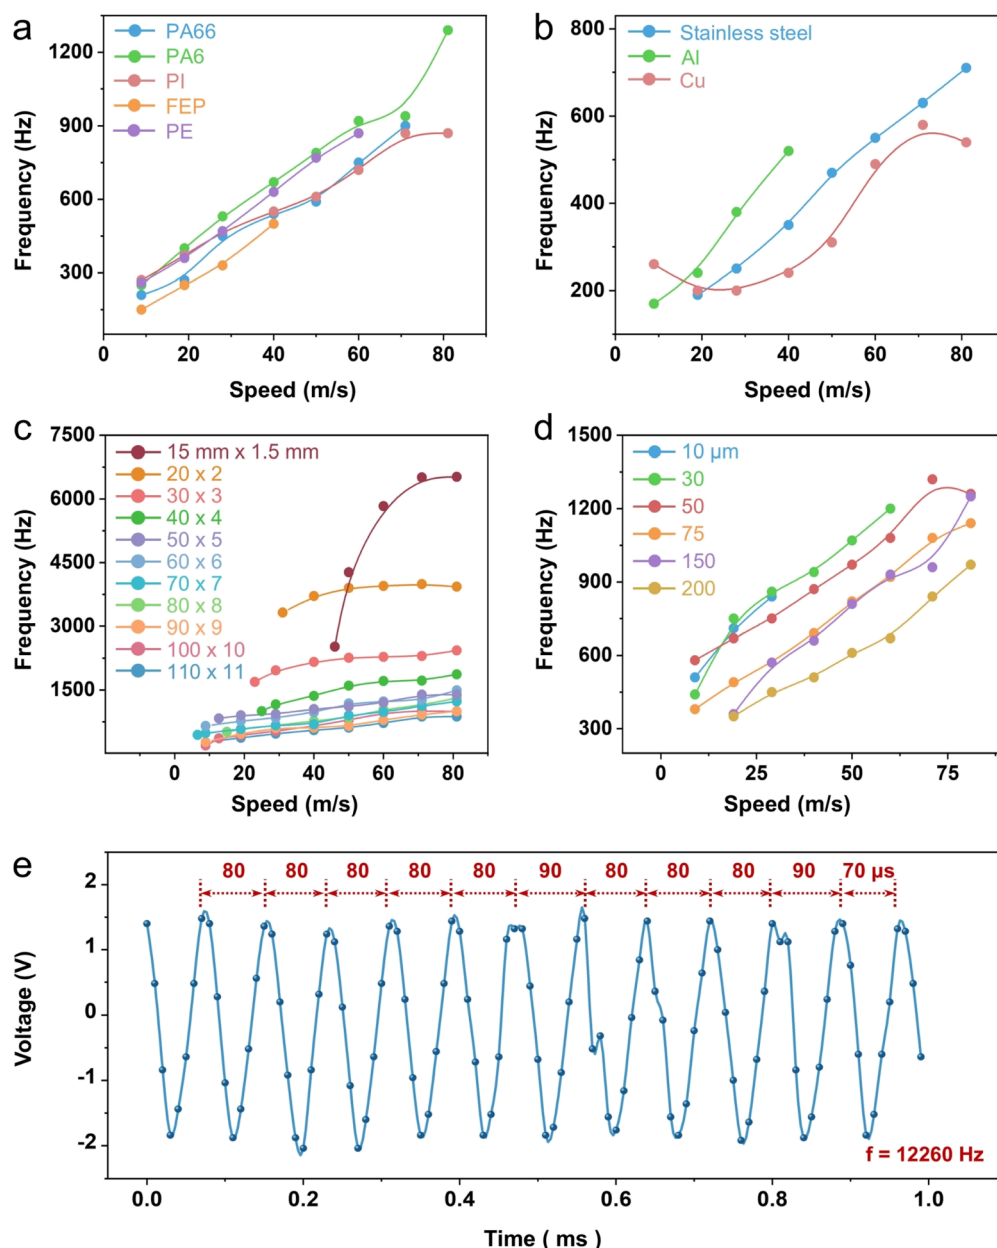 a
PA66
PA6
PI
FEP
PE
1200
900
600
300
Frequency (Hz)
0 20 40 60 80
Speed (m/s)
b
Stainless steel
Al
Cu
800
600
400
200
Frequency (Hz)
0 20 40 60 80
Speed (m/s)
c
15 mm x 1.5 mm
20 x 2
30 x 3
40 x 4
50 x 5
60 x 6
70 x 7
80 x 8
90 x 9
100 x 10
110 x 11
7500
6000
4500
3000
1500
Frequency (Hz)
0 20 40 60 80
Speed (m/s)
d
10 μm
30
50
75
150
200
1500
1200
900
600
300
Frequency (Hz)
0 25 50 75
Speed (m/s)
e
80 80 80 80 80 90 80 80 80 90 70 μs
2
1
0
-1
-2
Voltage (V)
f = 12260 Hz
0.0 0.2 0.4 0.6 0.8 1.0
Time ( ms )